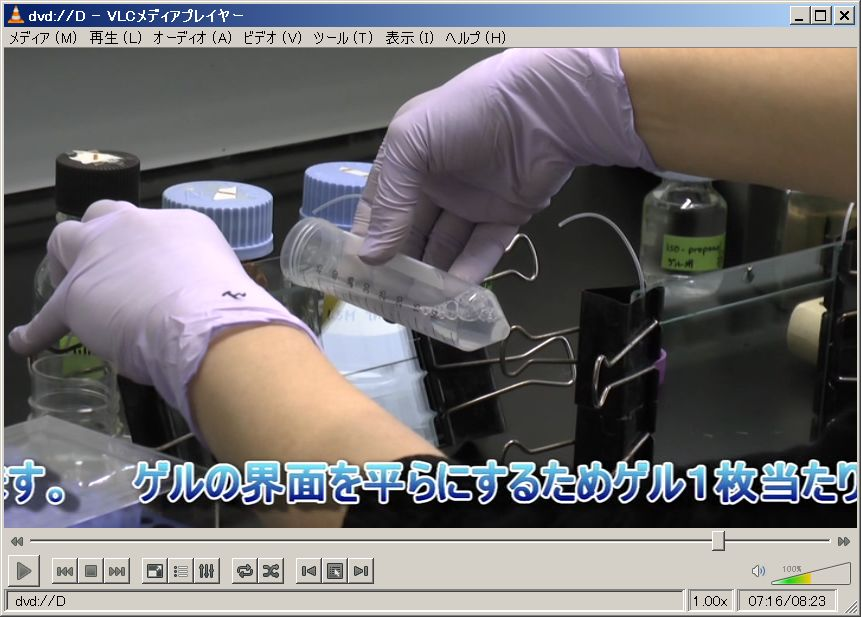 dvd://D - VLCメディアプレイヤー
メディア(M) 再生(L) オーディオ(A) ビデオ(V) ツール(T) 表示(I) ヘルプ(H)
ゲル用
す。　ゲルの界面を平らにするためゲル1枚当たり
100%
dvd://D
1.00x
07:16/08:23